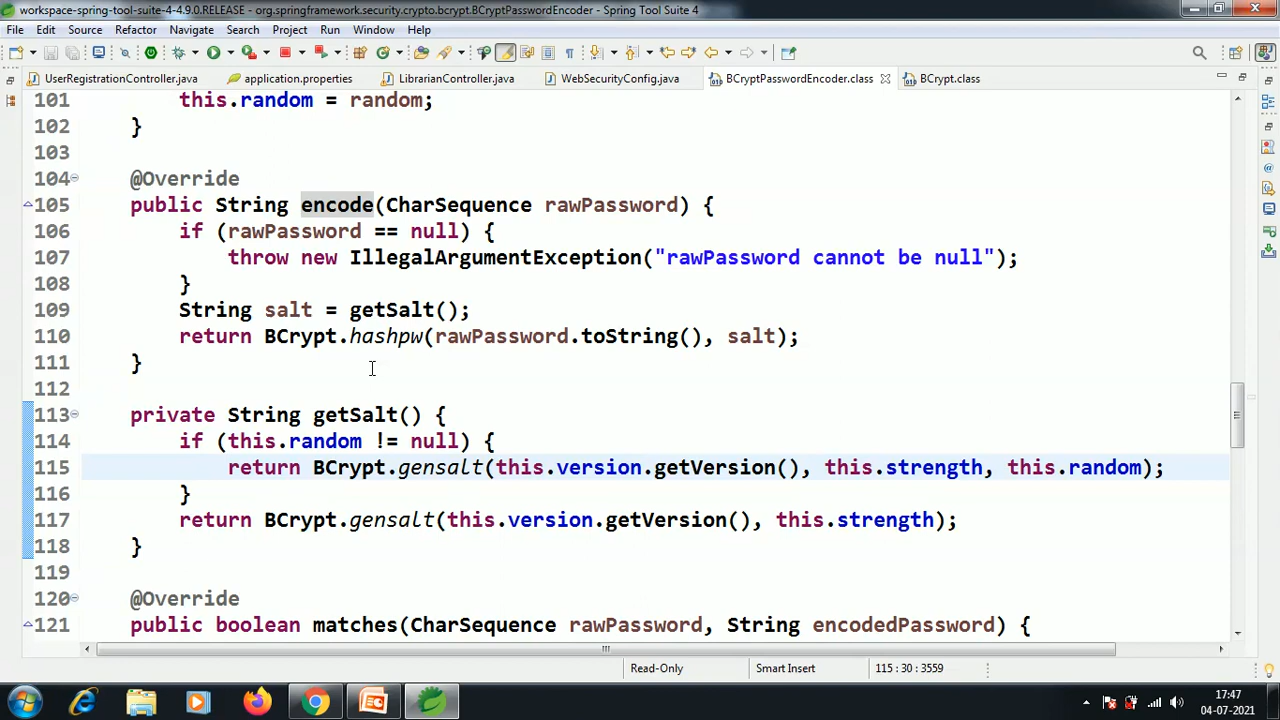 workspace-spring-tool-suite-4-4.9.0.RELEASE - org.springframework.security.crypto.bcrypt.BCryptPasswordEncoder - Spring Tool Suite 4
File Edit Source Refactor Navigate Search Project Run Window Help
UserRegistrationController.java application.properties LibrarianController.java WebSecurityConfig.java BCryptPasswordEncoder.class BCrypt.class
101 this.random = random;
102 }
103
104 @Override
105 public String encode(CharSequence rawPassword) {
106 if (rawPassword == null) {
107 throw new IllegalArgumentException("rawPassword cannot be null");
108 }
109 String salt = getSalt();
110 return BCrypt.hashpw(rawPassword.toString(), salt);
111 }
112
113 private String getSalt() {
114 if (this.random != null) {
115 return BCrypt.gensalt(this.version.getVersion(), this.strength, this.random);
116 }
117 return BCrypt.gensalt(this.version.getVersion(), this.strength);
118 }
119
120 @Override
121 public boolean matches(CharSequence rawPassword, String encodedPassword) {
Read-Only Smart Insert 115 : 30 : 3559
17:47
04-07-2021